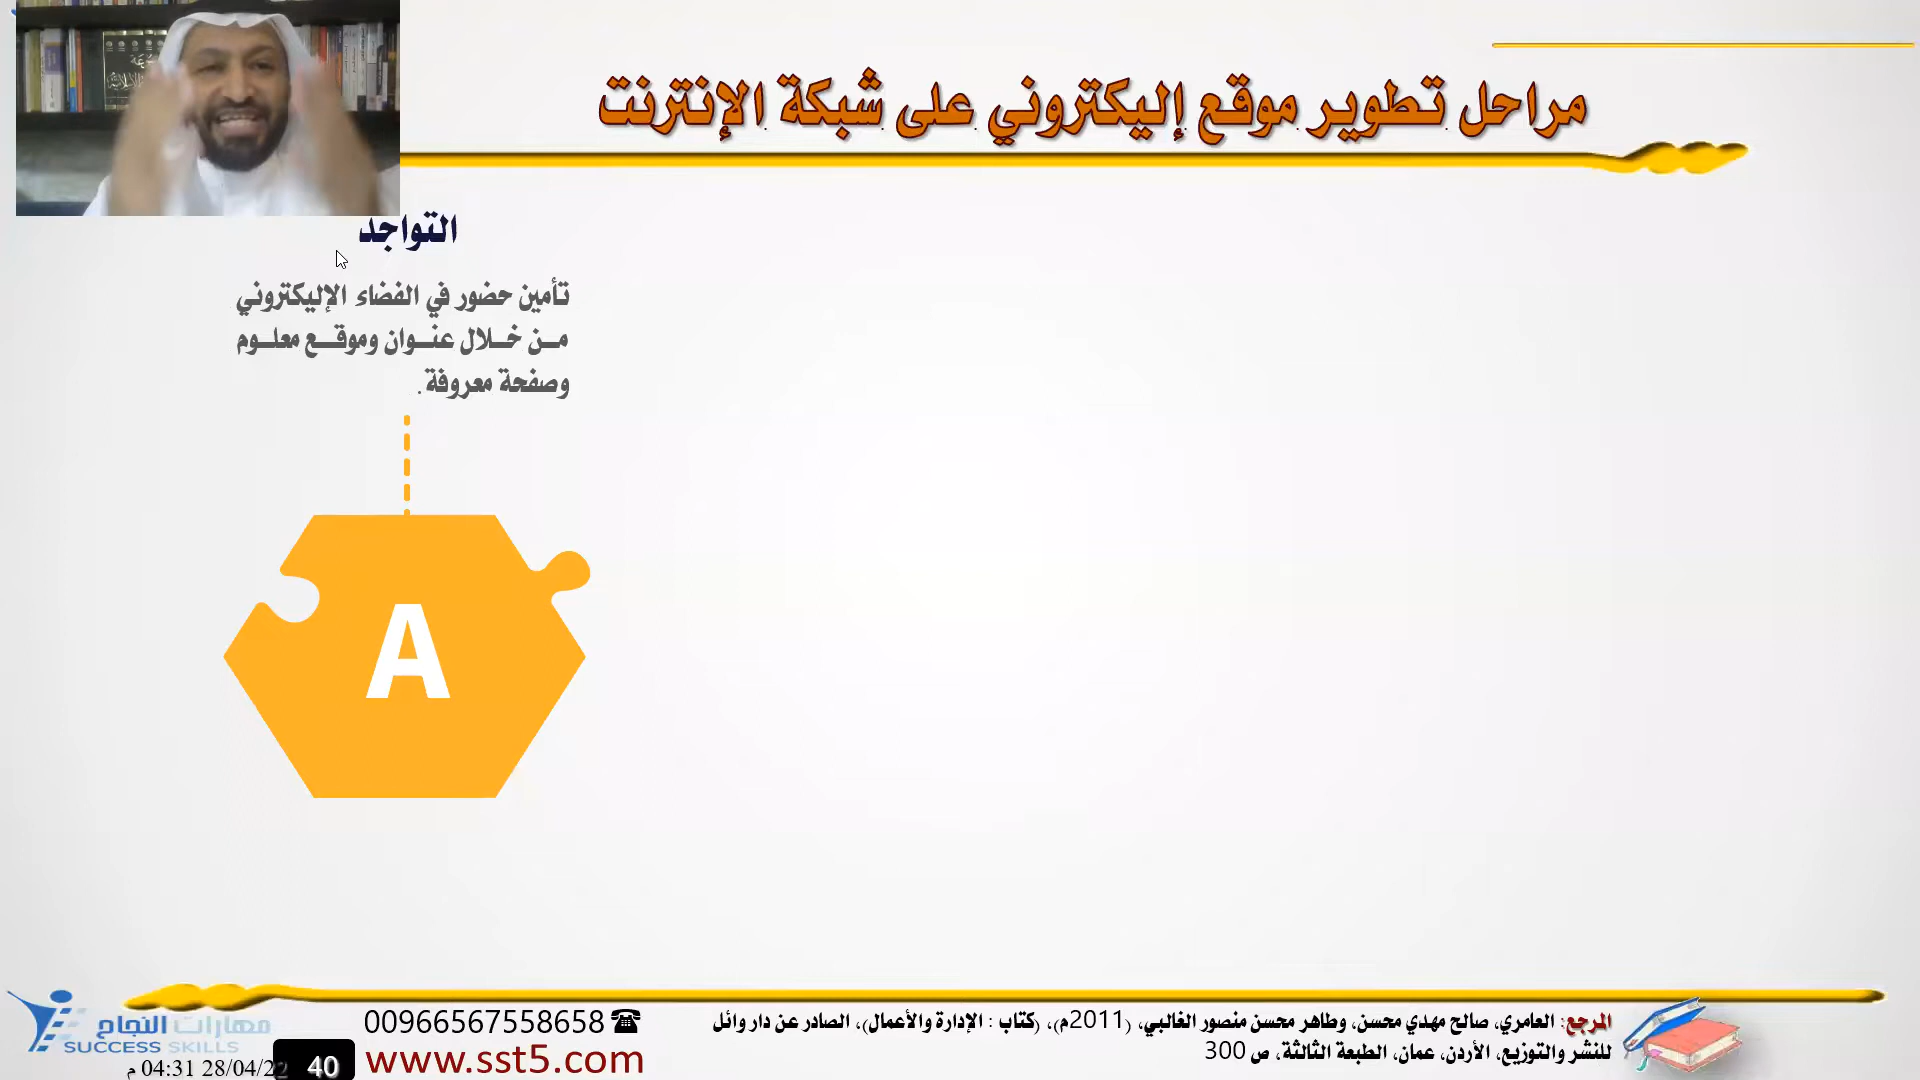 مراحل تطوير موقع إليكتروني على شبكة الإنترنت
التواجد
تأمين حضور في الفضاء الإليكتروني
من خلال عنوان وموقع معلوم
وصفحة معروفة.
A
المرجع: العامري، صالح مهدي محسن، وطاهر محسن منصور الغالبي، (2011م)، (كتاب : الإدارة والأعمال)، الصادر عن دار وائل
للنشر والتوزيع، الأردن، عمان، الطبعة الثالثة، ص 300
00966567558658
www.sst5.com
40
مهارات النجاح
SUCCESS SKILLS
04:31 28/04/22 م